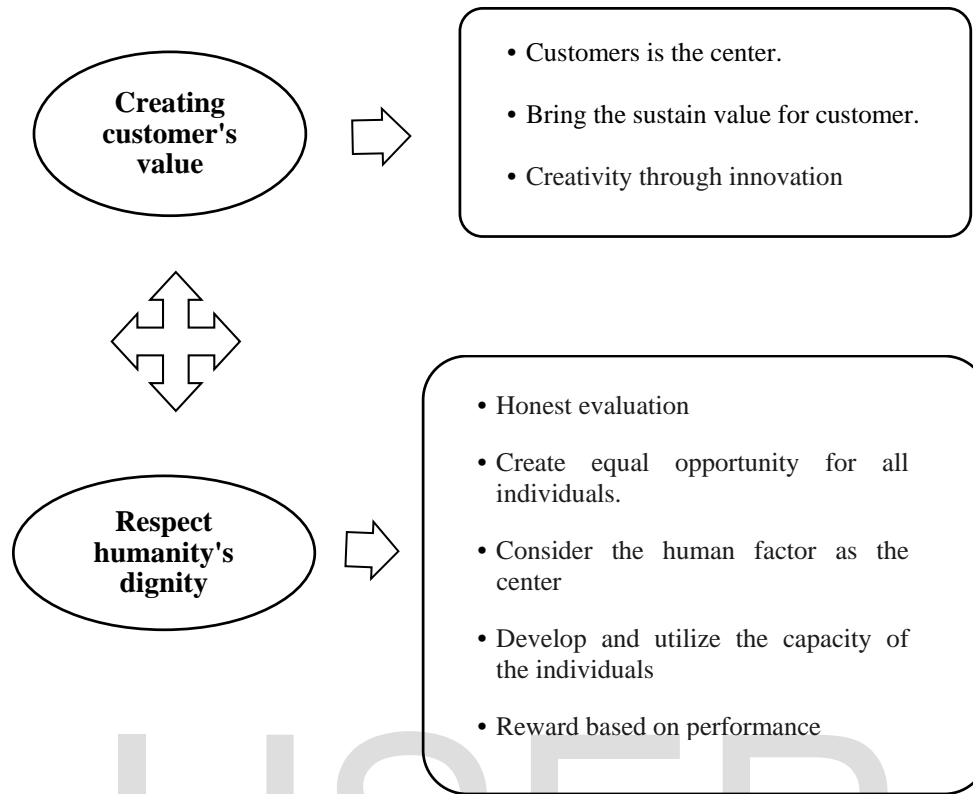 Creating
customer's
value
• Customers is the center.
• Bring the sustain value for customer.
• Creativity through innovation
Respect
humanity's
dignity
• Honest evaluation
• Create equal opportunity for all
individuals.
• Consider the human factor as the
center
• Develop and utilize the capacity of
the individuals
• Reward based on performance